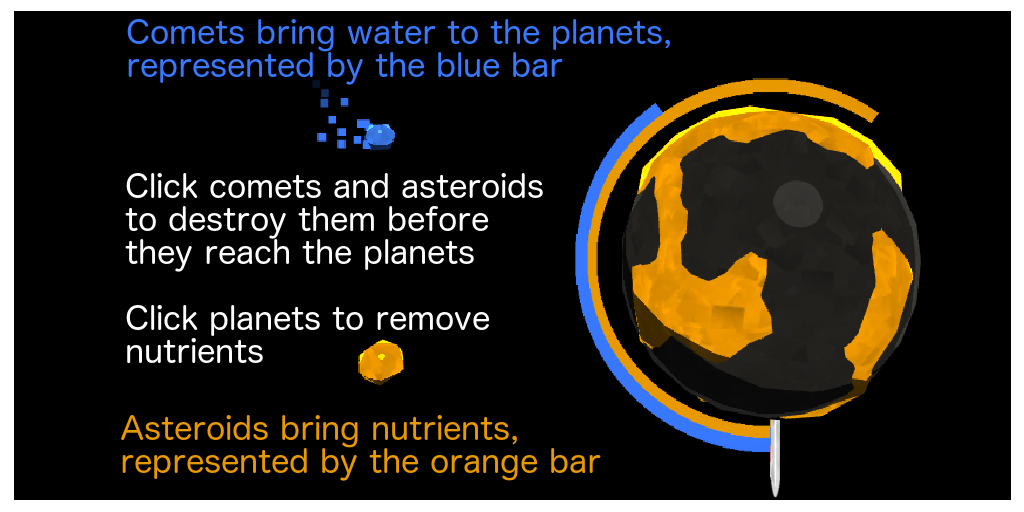 Comets bring water to the planets,
represented by the blue bar
Click comets and asteroids
to destroy them before
they reach the planets
Click planets to remove
nutrients
Asteroids bring nutrients,
represented by the orange bar